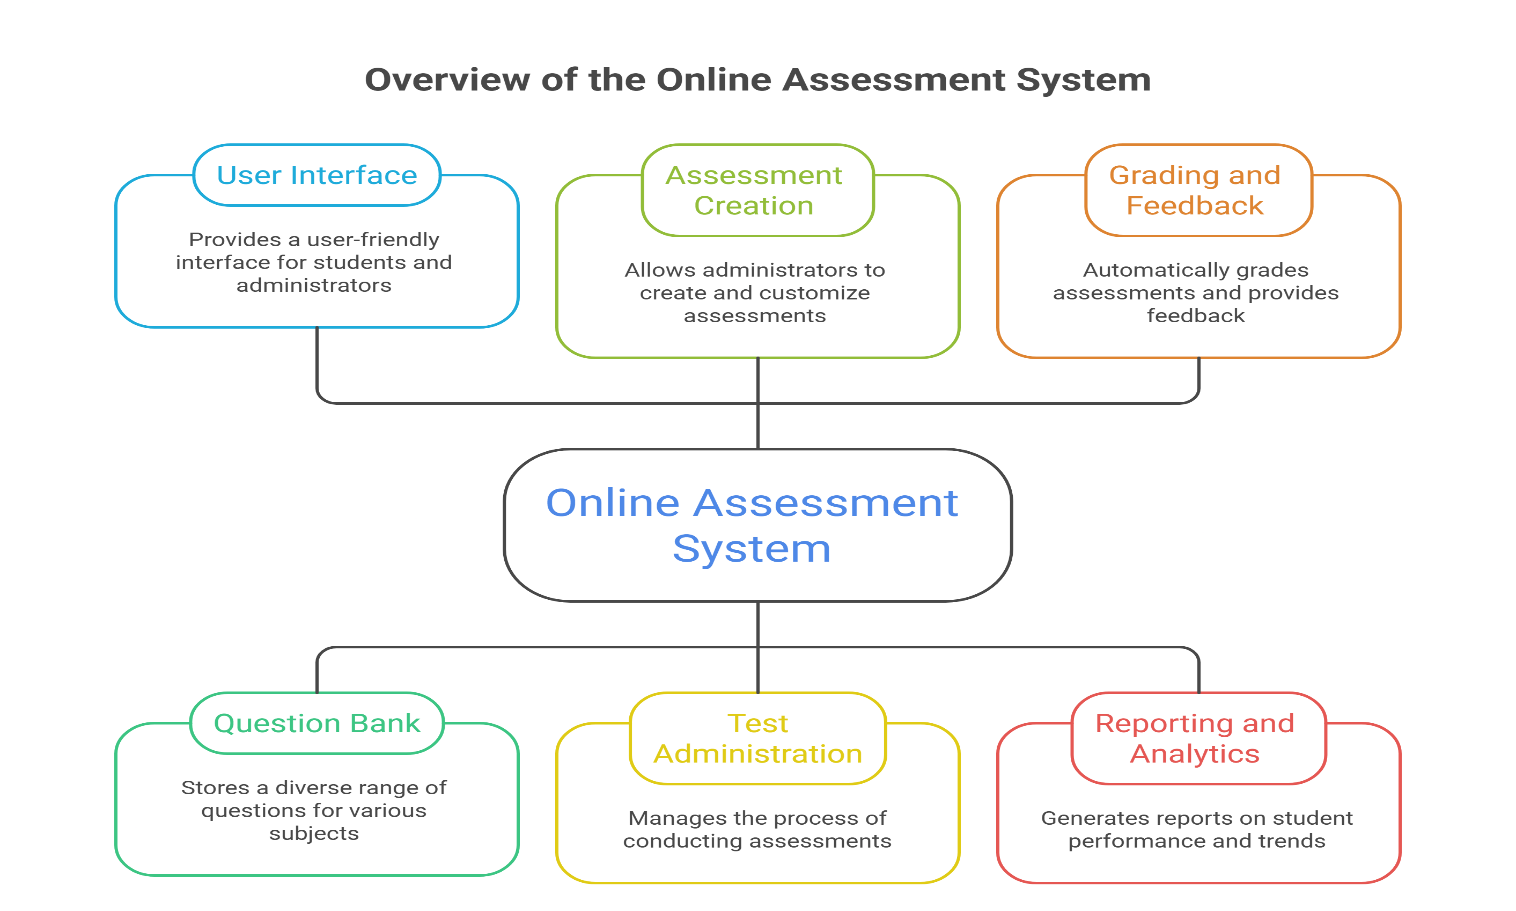 Overview of the Online Assessment System
User Interface
Provides a user-friendly
interface for students and
administrators
Assessment
Creation
Allows administrators to
create and customize
assessments
Grading and
Feedback
Automatically grades
assessments and provides
feedback
Online Assessment
System
Question Bank
Stores a diverse range of
questions for various
subjects
Test
Administration
Manages the process of
conducting assessments
Reporting and
Analytics
Generates reports on student
performance and trends